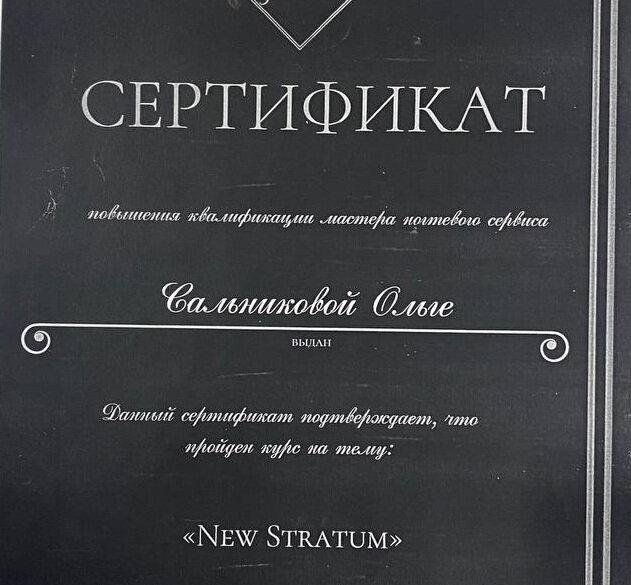 СЕРТИФИКАТ
повышения квалификации мастера ногтевого сервиса
Сальниковой Ольге
ВЫДАН
Данный сертификат подтверждает, что
пройден курс на тему:
«NEW STRATUM»